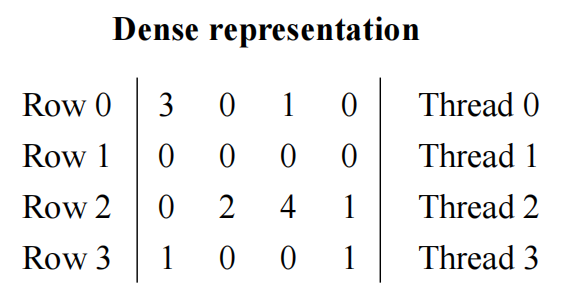 Dense representation
Row 0 3 0 1 0 Thread 0
Row 1 0 0 0 0 Thread 1
Row 2 0 2 4 1 Thread 2
Row 3 1 0 0 1 Thread 3